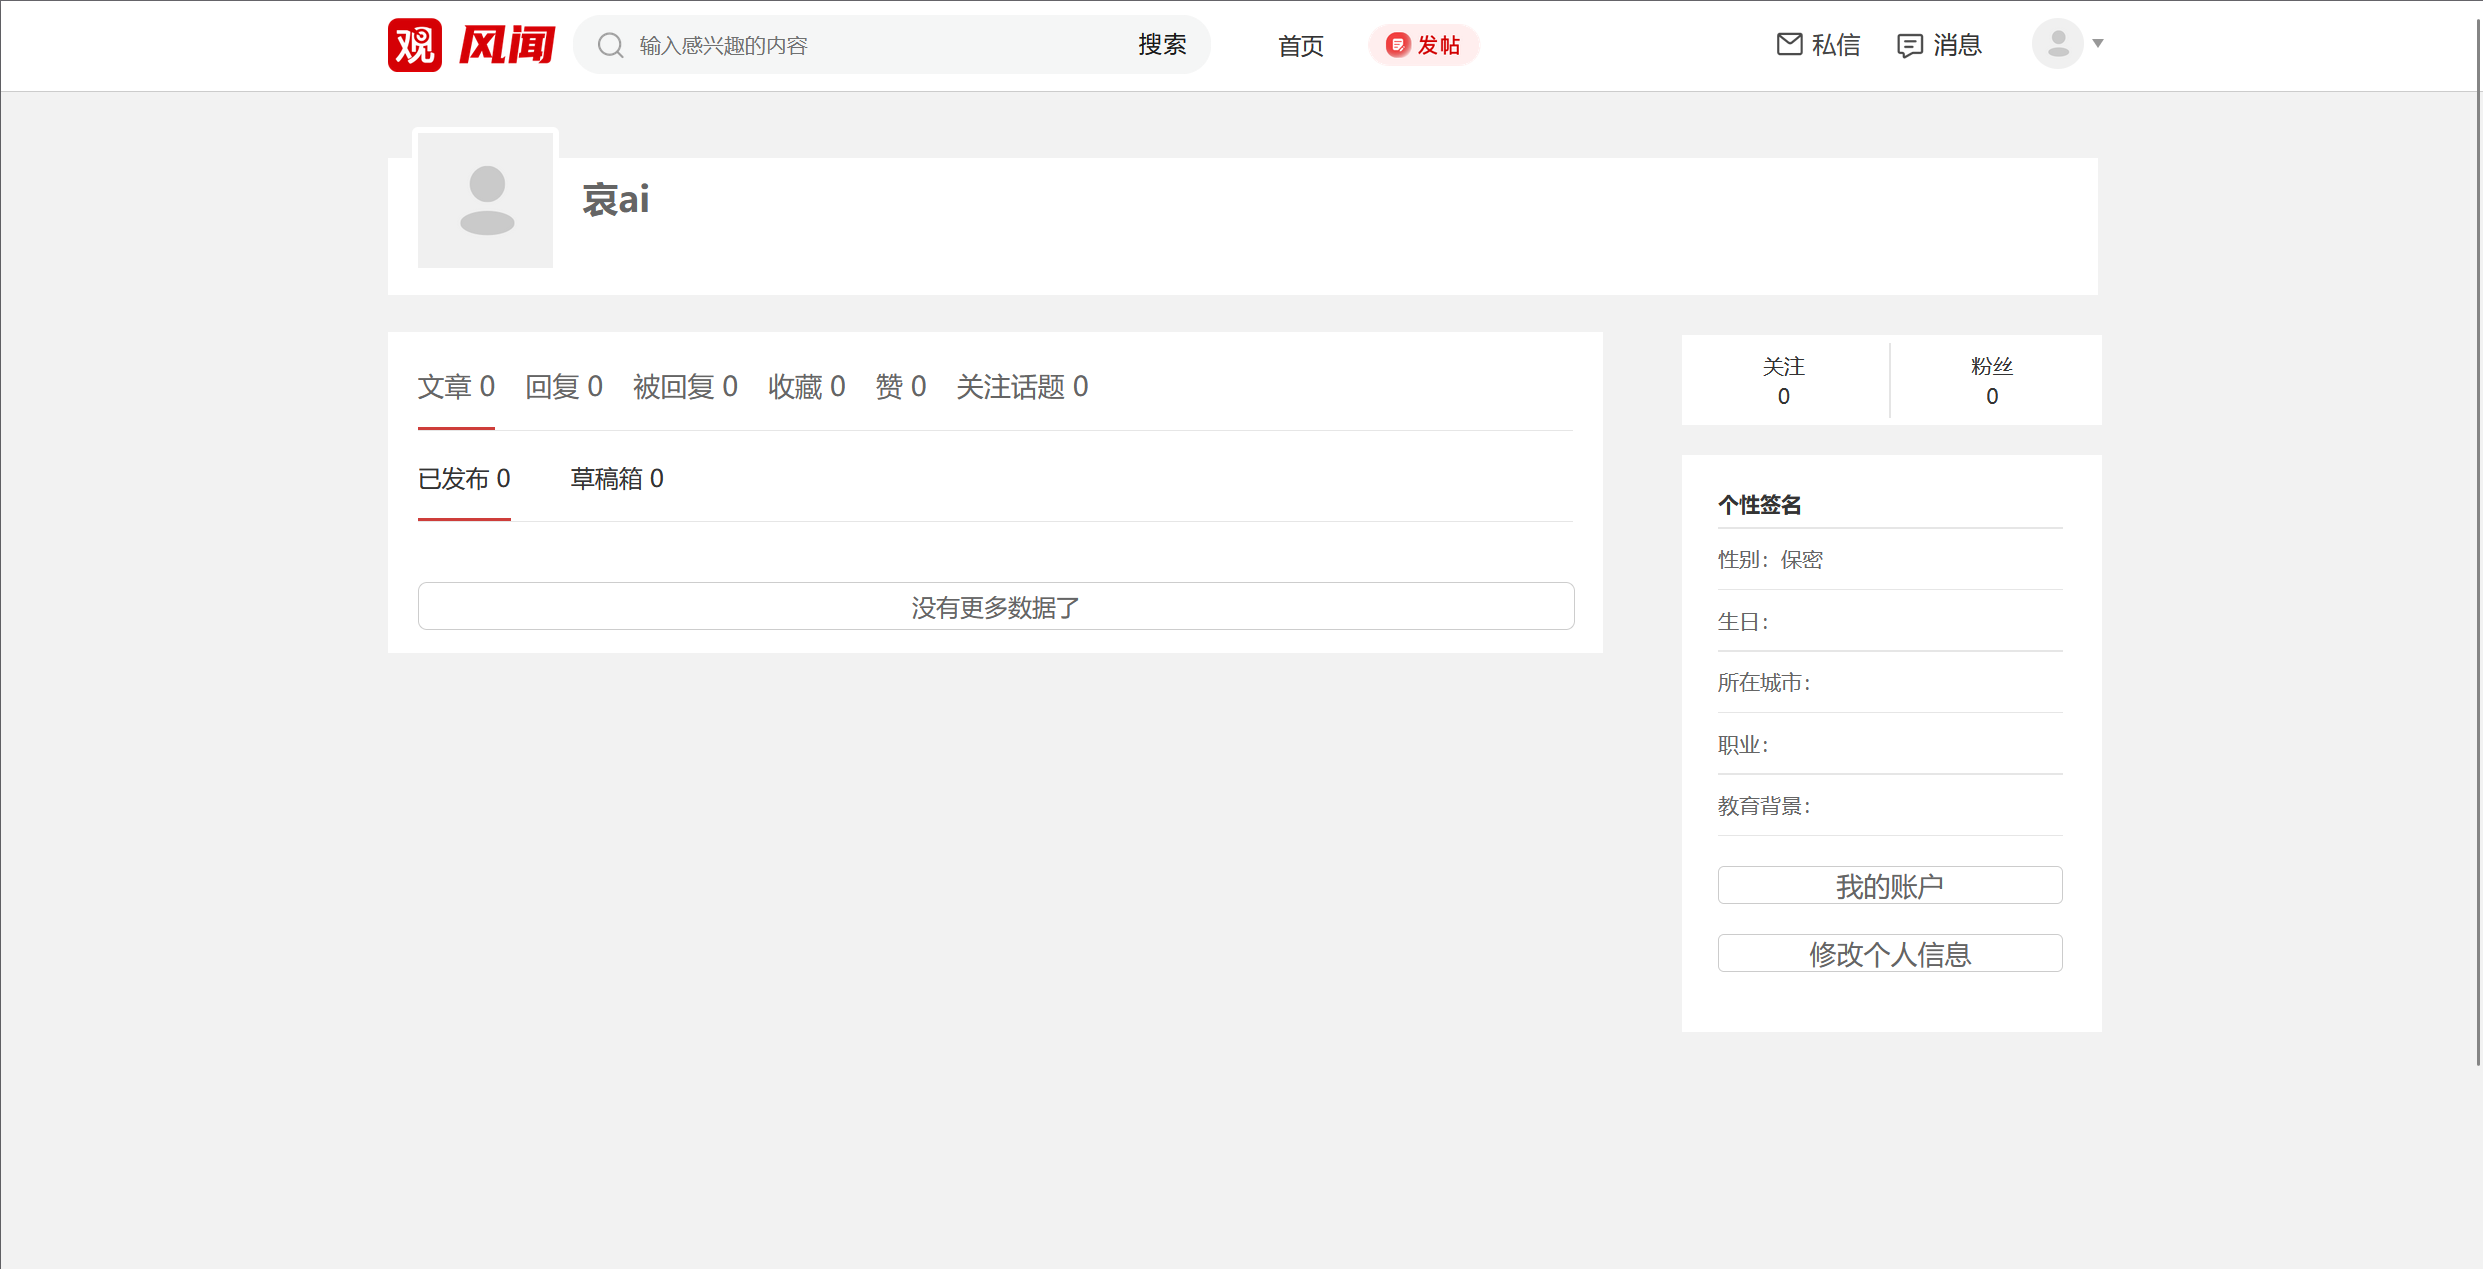 观 风闻 输入感兴趣的内容 搜索 首页 发帖 私信 消息
哀ai
文章 0 回复 0 被回复 0 收藏 0 赞 0 关注话题 0
已发布 0 草稿箱 0
没有更多数据了
关注 粉丝
0 0
个性签名
性别：保密
生日：
所在城市：
职业：
教育背景：
我的账户
修改个人信息